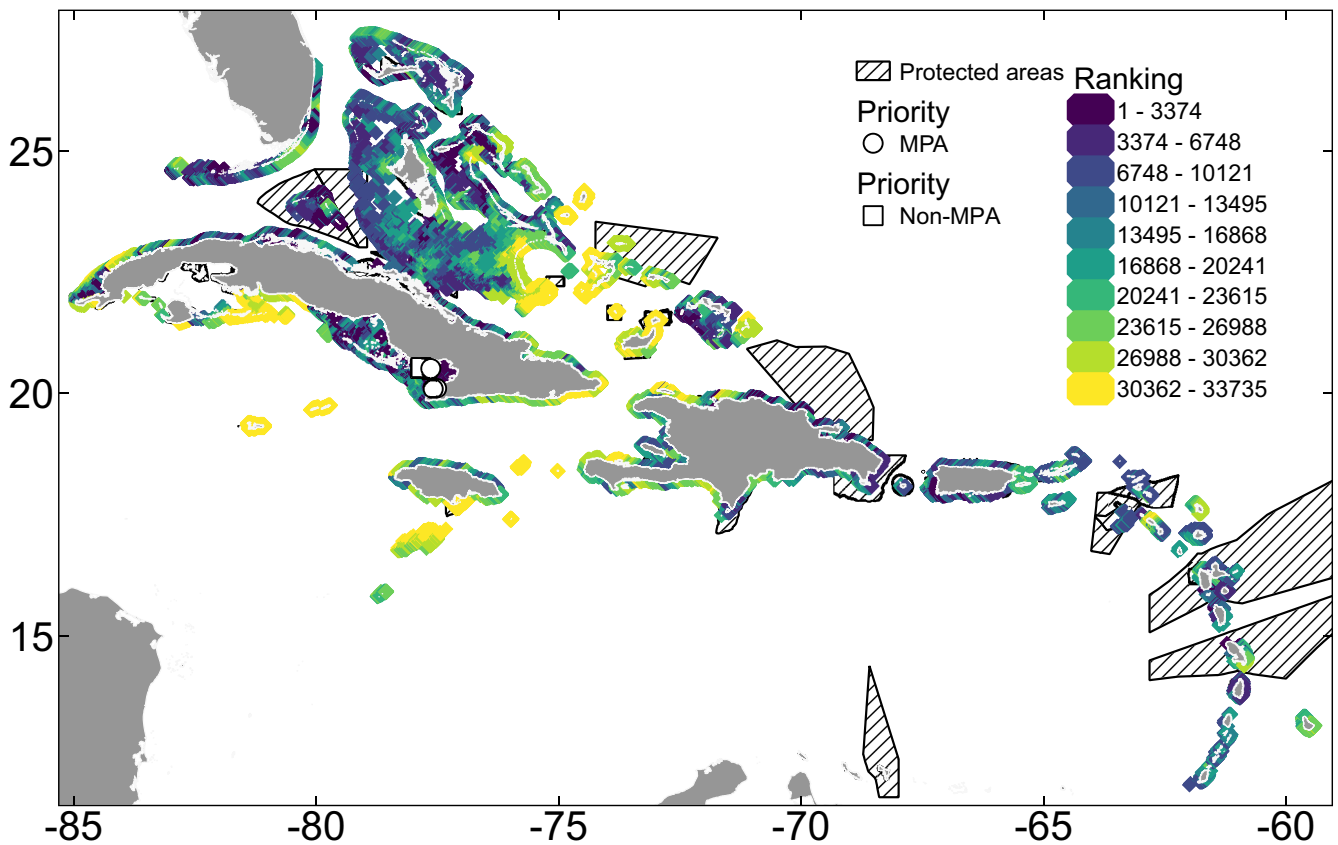 Protected areas
Priority
MPA
Priority
Non-MPA
Ranking
1 - 3374
3374 - 6748
6748 - 10121
10121 - 13495
13495 - 16868
16868 - 20241
20241 - 23615
23615 - 26988
26988 - 30362
30362 - 33735
25
20
15
-85 -80 -75 -70 -65 -60